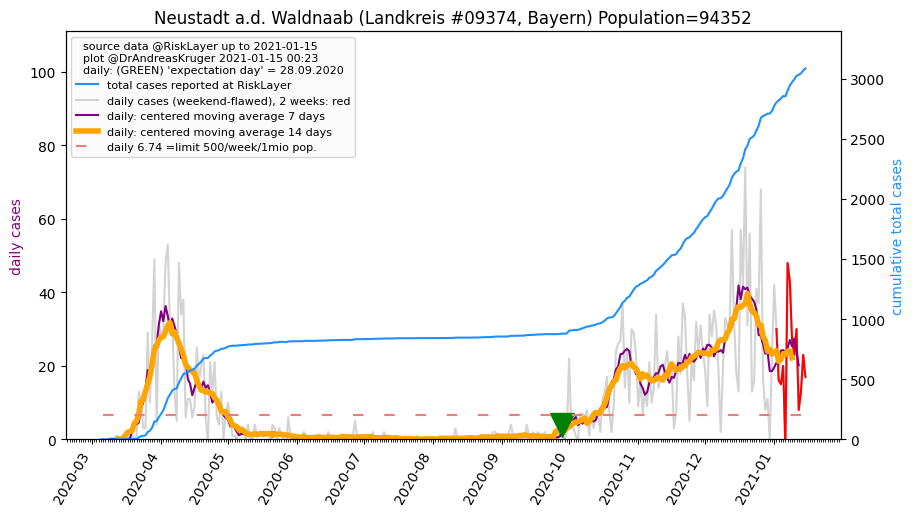 Neustadt a.d. Waldnaab (Landkreis #09374, Bayern) Population=94352
source data @RiskLayer up to 2021-01-15
plot @DrAndreasKruger 2021-01-15 00:23
daily: (GREEN) 'expectation day' = 28.09.2020
total cases reported at RiskLayer
daily cases (weekend-flawed), 2 weeks: red
daily: centered moving average 7 days
daily: centered moving average 14 days
daily 6.74 =limit 500/week/1mio pop.
daily cases
100
80
60
40
20
0
3000
2500
2000
1500
1000
500
0
cumulative total cases
2020-03
2020-04
2020-05
2020-06
2020-07
2020-08
2020-09
2020-10
2020-11
2020-12
2021-01